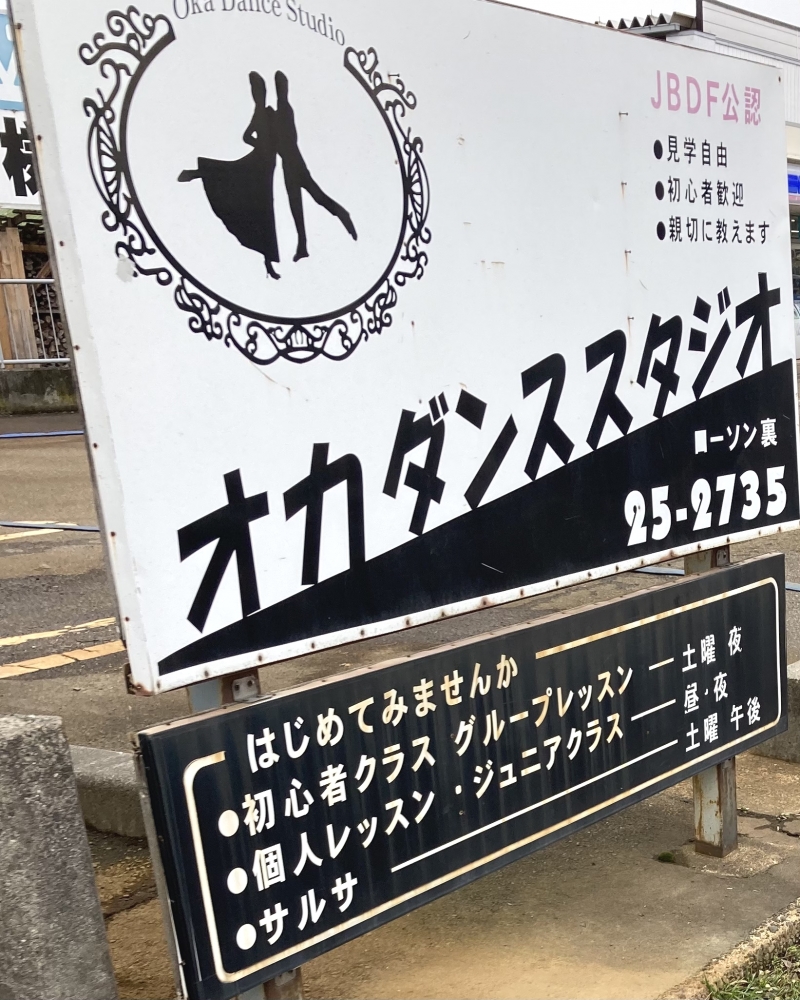 Oka Dance Studio
JBDF公認
●見学自由
●初心者歓迎
●親切に教えます
オカダンススタジオ
ローソン裏
25-2735
はじめてみませんか
●初心者クラス グループレッスン — 土曜 夜
●個人レッスン・ジュニアクラス — 昼・夜
●サルサ — 土曜 午後
様